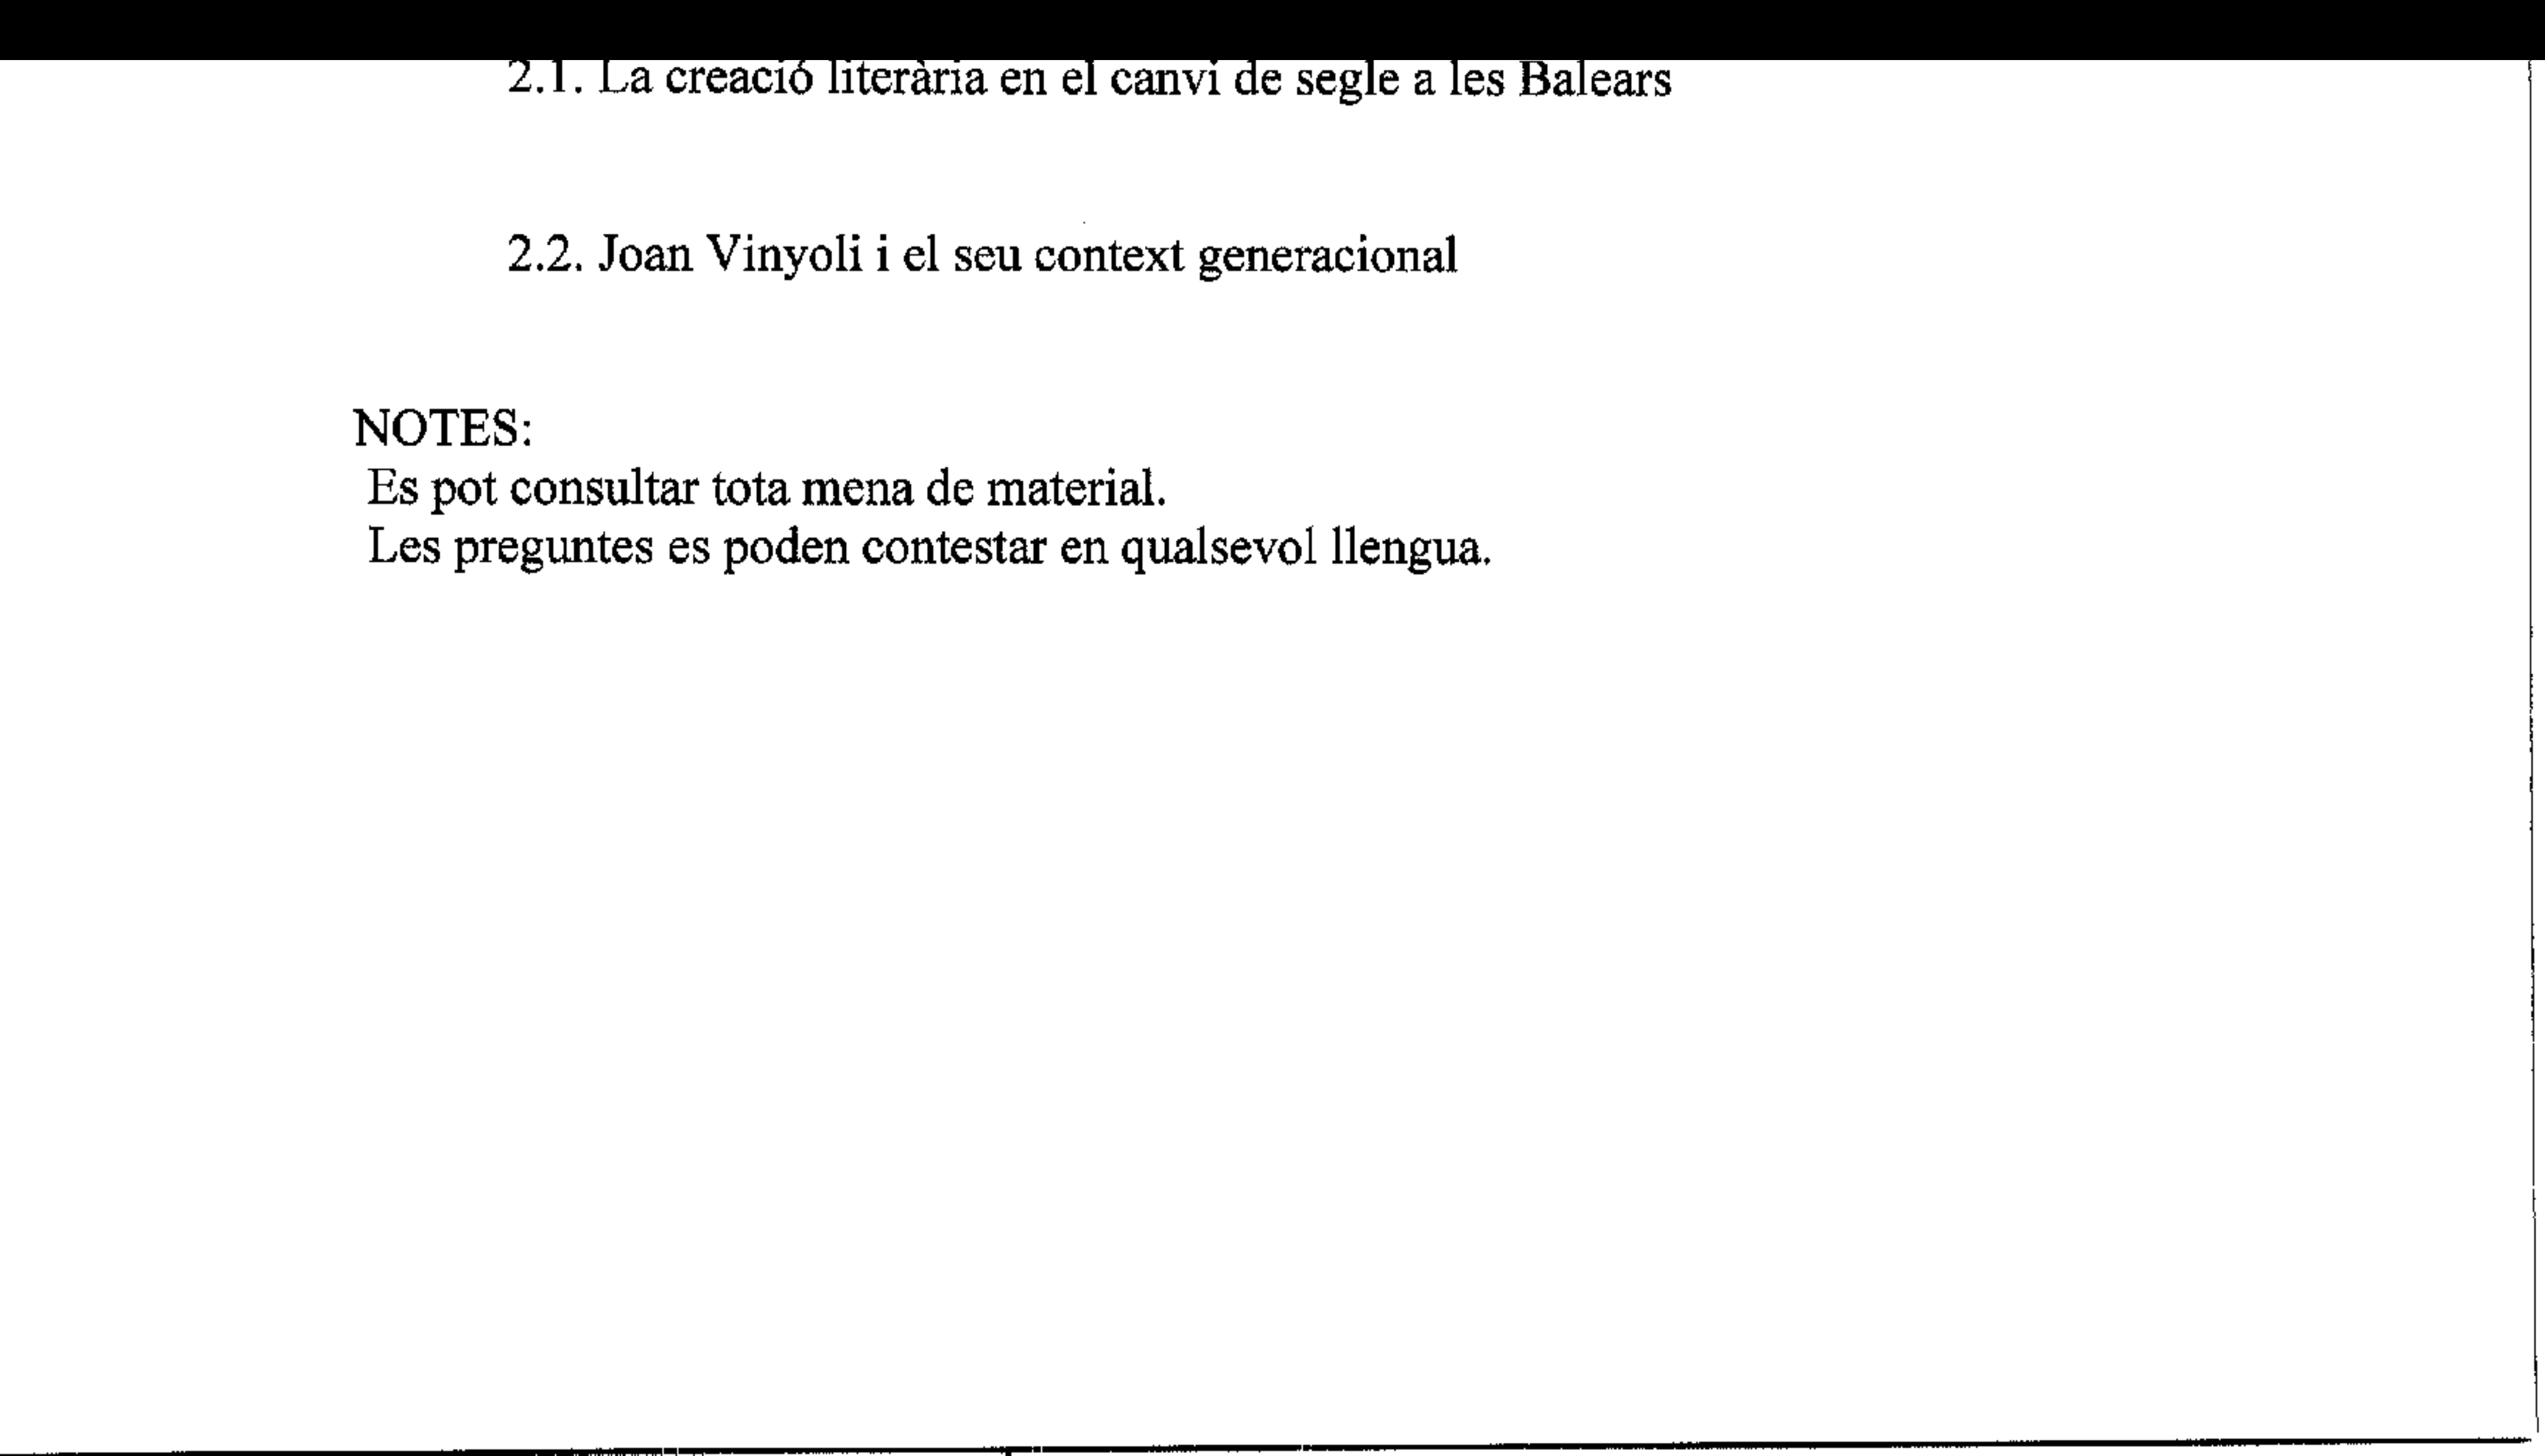 2.1. La creació literària en el canvi de segle a les Balears
2.2. Joan Vinyoli i el seu context generacional
NOTES:
Es pot consultar tota mena de material.
Les preguntes es poden contestar en qualsevol llengua.